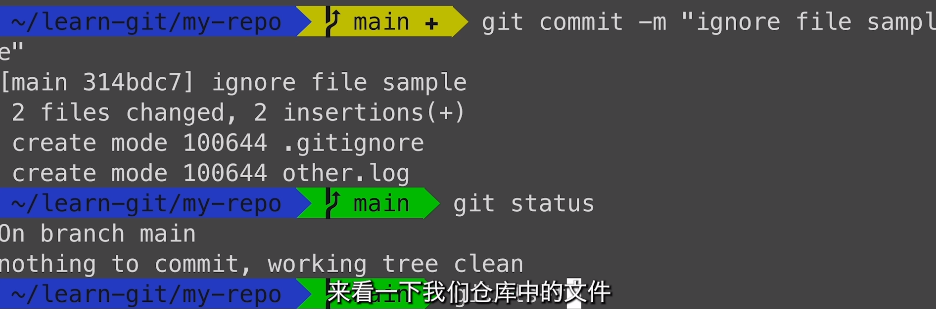 ~/learn-git/my-repo main + git commit -m "ignore file sampl
e"
[main 314bdc7] ignore file sample
2 files changed, 2 insertions(+)
create mode 100644 .gitignore
create mode 100644 other.log
~/learn-git/my-repo main git status
On branch main
nothing to commit, working tree clean
~/learn-git/my-repo main
来看一下我们仓库中的文件